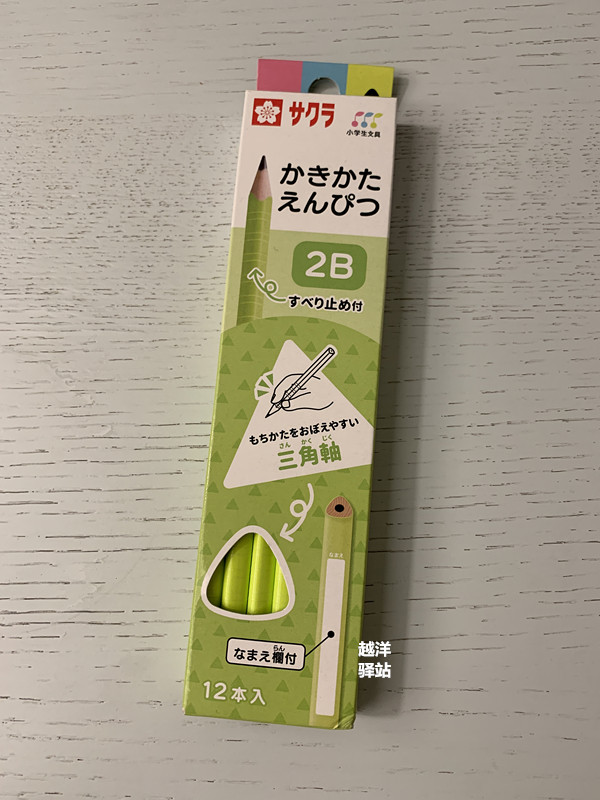 サクラ
小学生文具
かきかた
えんぴつ
2B
すべり止め付
もちかたをおぼえやすい
さんかくじく
三角軸
なまえ
らん
なまえ欄付
12本入
越洋
驿站